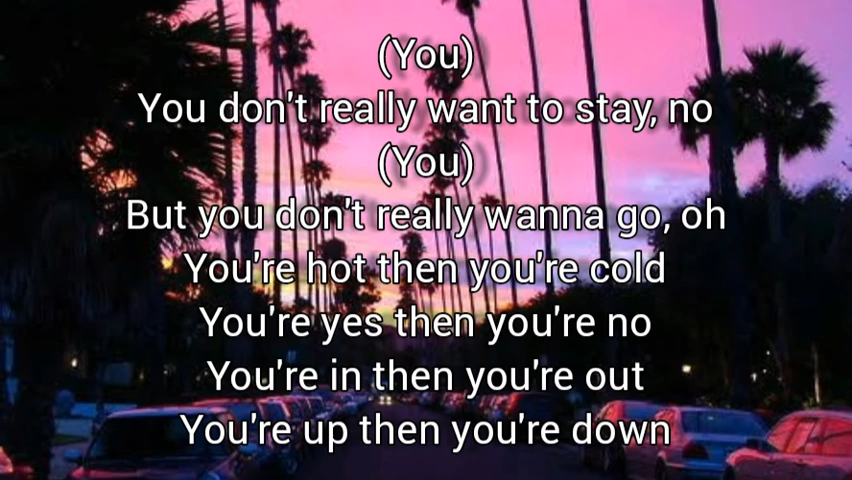 (You)
You don't really want to stay, no
(You)
But you don't really wanna go, oh
You're hot then you're cold
You're yes then you're no
You're in then you're out
You're up then you're down